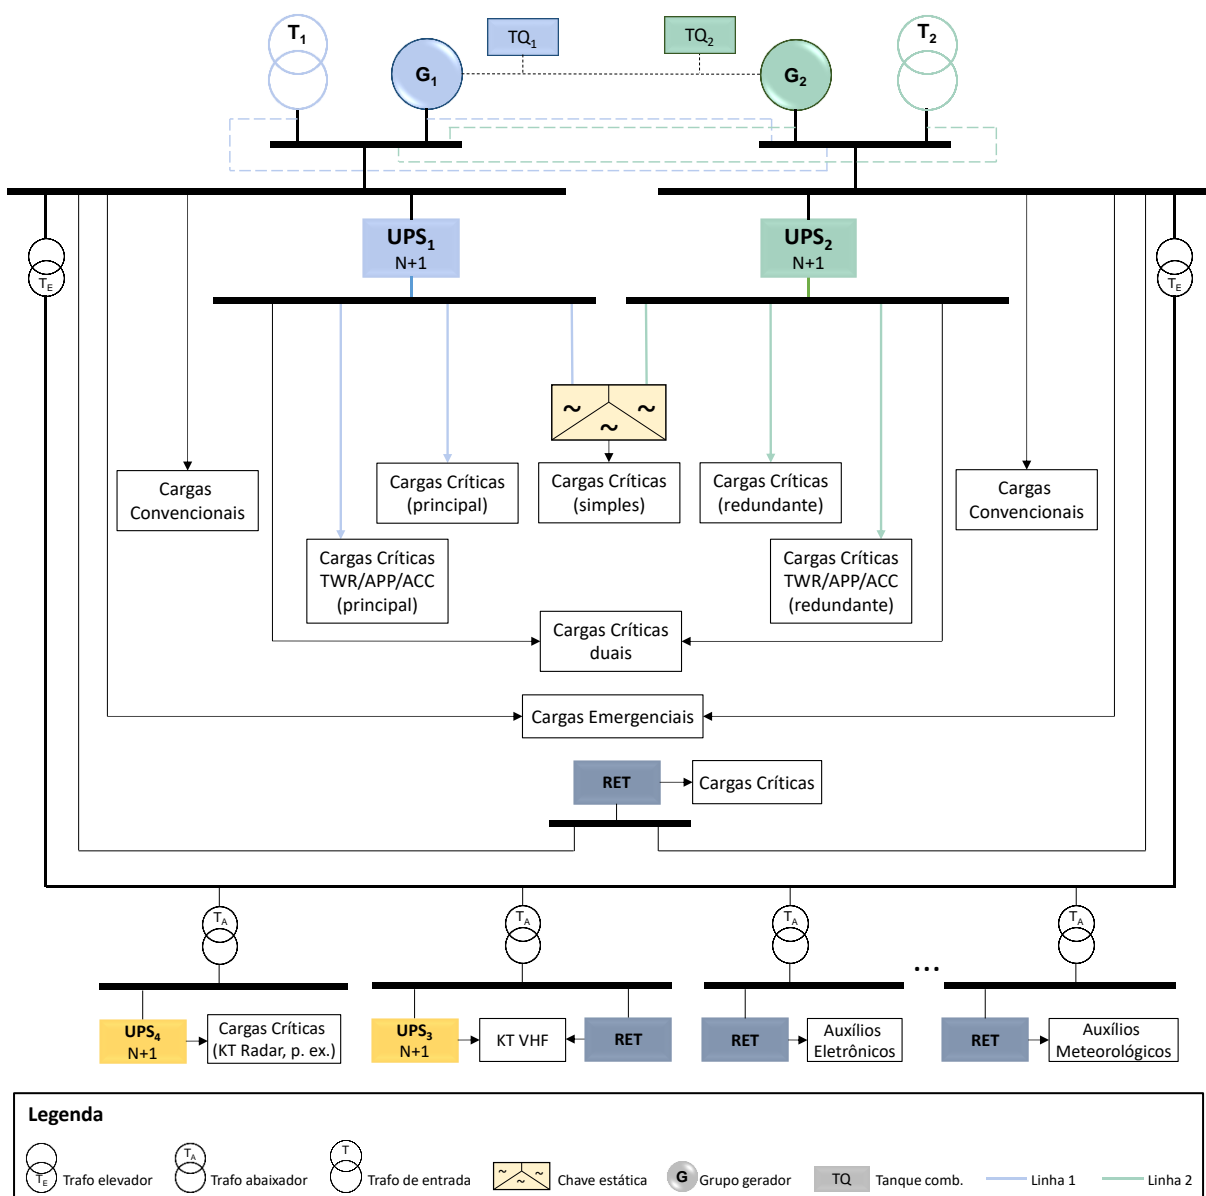 T1
TQ1
TQ2
T2
G1
G2
UPS1
N+1
UPS2
N+1
TE
TE
~ ~ ~
Cargas
Convencionais
Cargas Críticas
(principal)
Cargas Críticas
(simples)
Cargas Críticas
(redundante)
Cargas
Convencionais
Cargas Críticas
TWR/APP/ACC
(principal)
Cargas Críticas
TWR/APP/ACC
(redundante)
Cargas Críticas
duais
Cargas Emergenciais
RET
Cargas Críticas
TA
TA
TA
TA
...
UPS4
N+1
Cargas Críticas
(KT Radar, p. ex.)
UPS3
N+1
KT VHF
RET
RET
Auxílios
Eletrônicos
RET
Auxílios
Meteorológicos
Legenda
TE Trafo elevador
TA Trafo abaixador
T Trafo de entrada
~ ~ ~ Chave estática
G Grupo gerador
TQ Tanque comb.
Linha 1
Linha 2